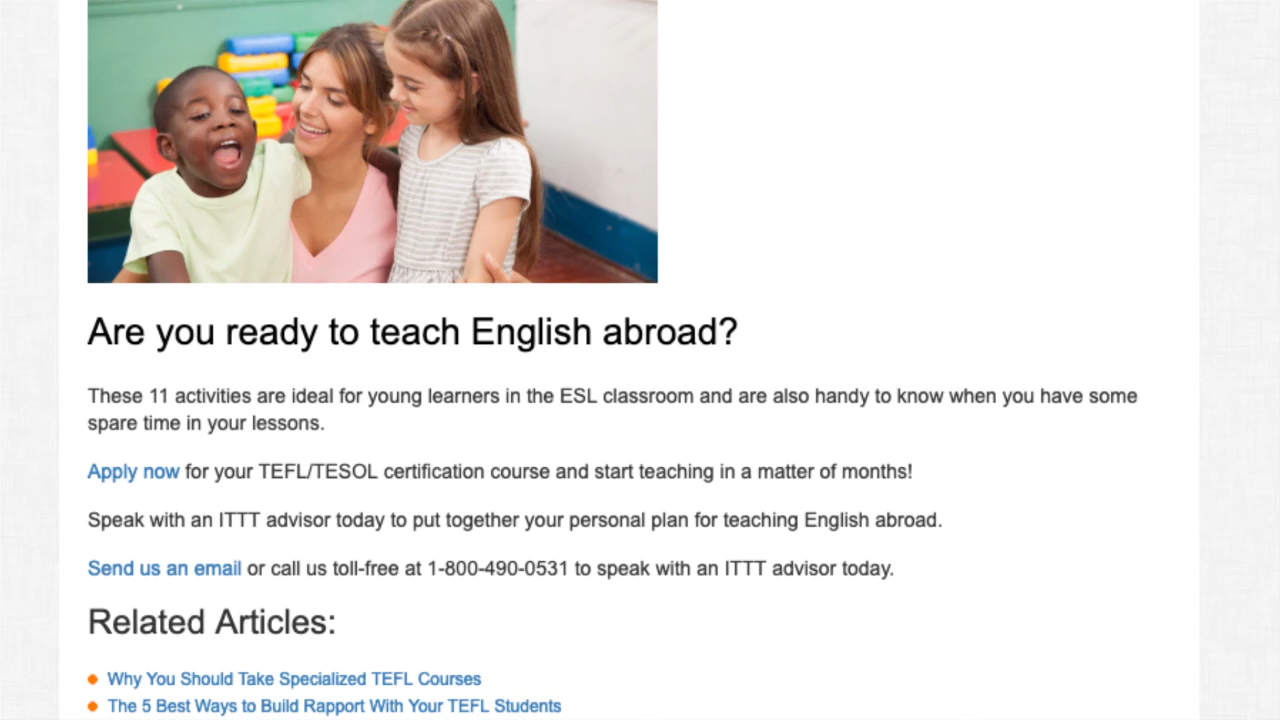 Are you ready to teach English abroad?
These 11 activities are ideal for young learners in the ESL classroom and are also handy to know when you have some
spare time in your lessons.
Apply now for your TEFL/TESOL certification course and start teaching in a matter of months!
Speak with an ITTT advisor today to put together your personal plan for teaching English abroad.
Send us an email or call us toll-free at 1-800-490-0531 to speak with an ITTT advisor today.
Related Articles:
Why You Should Take Specialized TEFL Courses
The 5 Best Ways to Build Rapport With Your TEFL Students